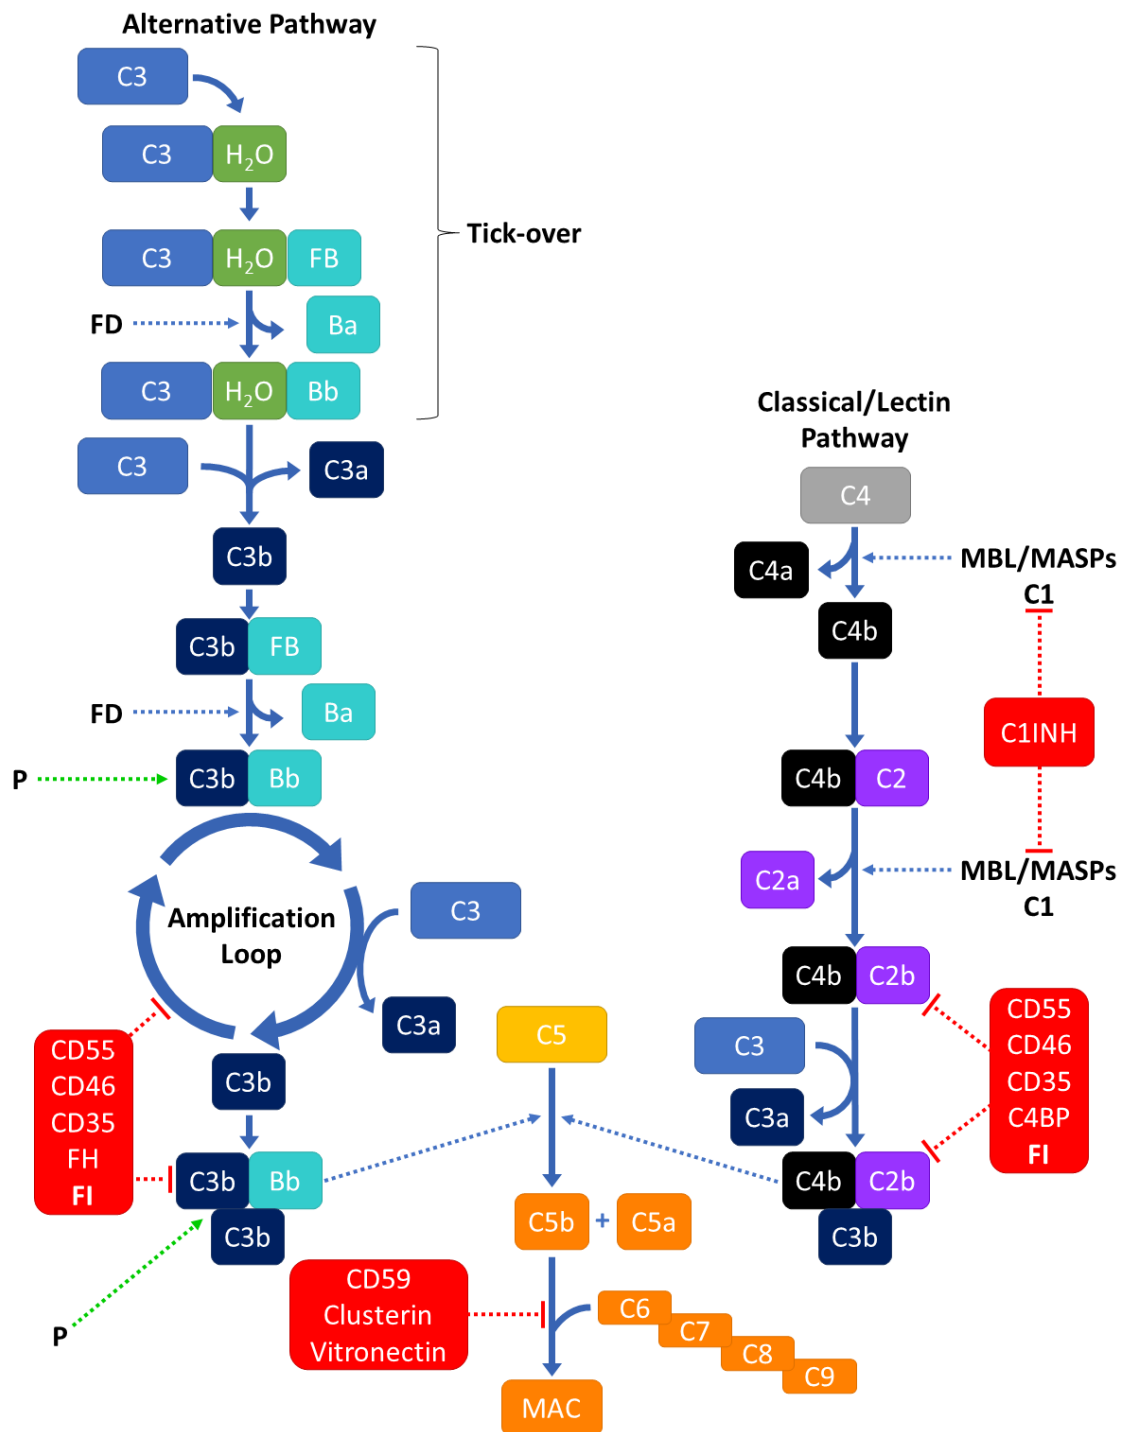 Alternative Pathway
C3
C3
H₂O
Tick-over
C3
H₂O
FB
FD
Ba
C3
H₂O
Bb
C3
C3a
C3b
C3b
FB
FD
Ba
P
C3b
Bb
Amplification
Loop
C3
C3a
CD55
CD46
CD35
FH
FI
C3b
C3b
Bb
C3b
P
Classical/Lectin
Pathway
C4
MBL/MASPs
C1
C4a
C4b
C1INH
C4b
C2
MBL/MASPs
C1
C2a
C4b
C2b
CD55
CD46
CD35
C4BP
FI
C3
C3a
C4b
C2b
C3b
C5
C5b + C5a
CD59
Clusterin
Vitronectin
C6
C7
C8
C9
MAC